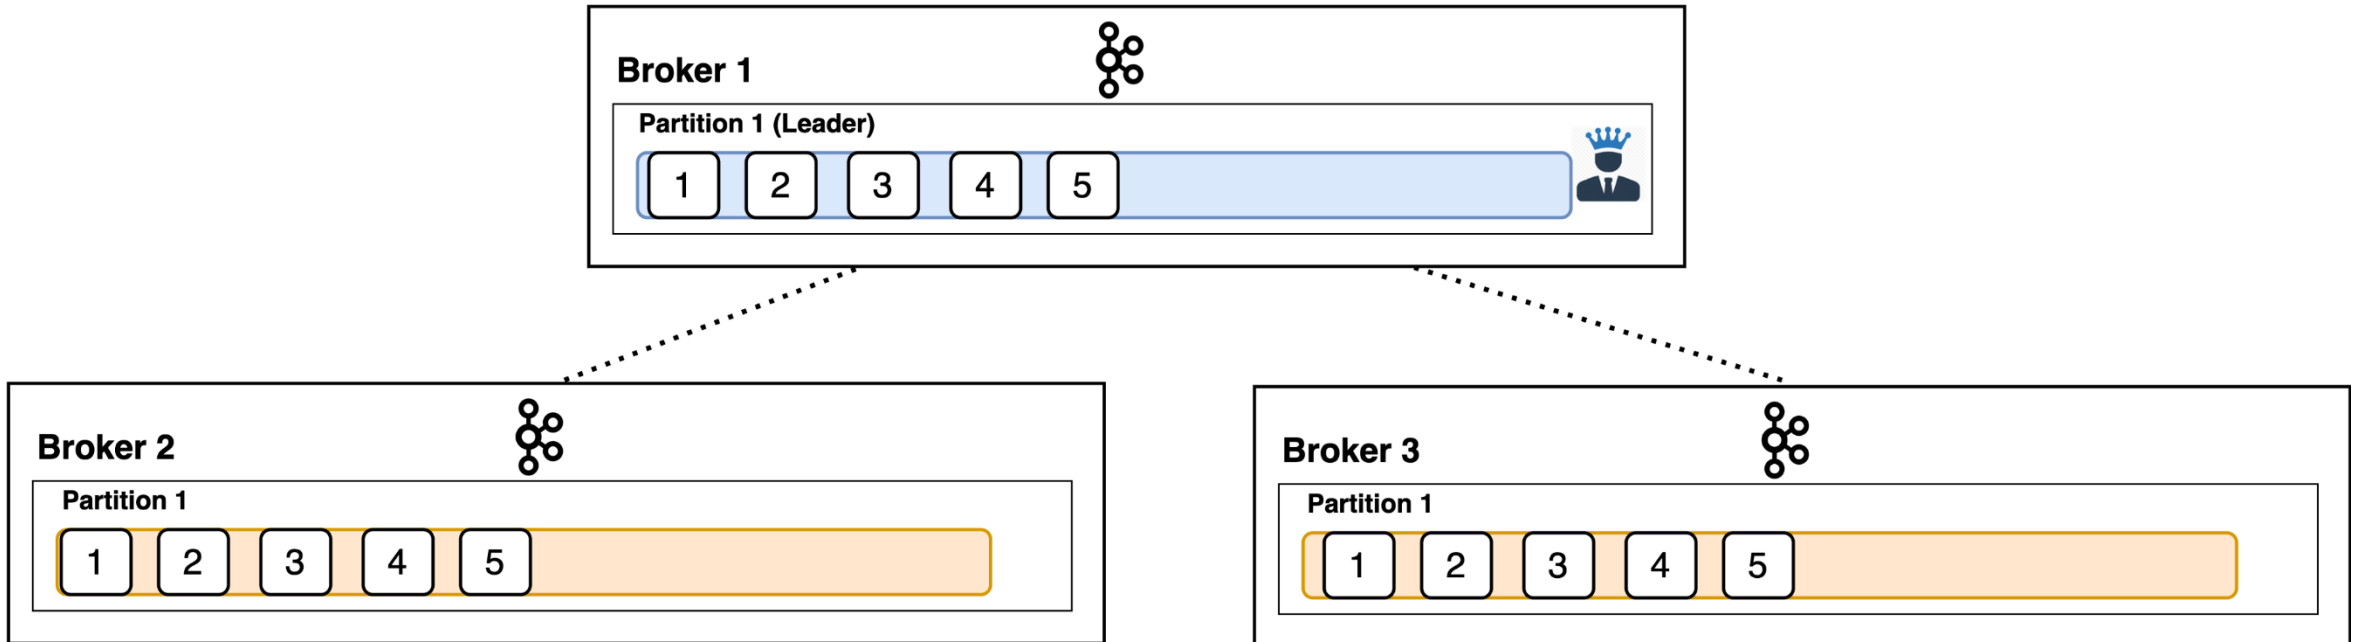 Broker 1
Partition 1 (Leader)
1 2 3 4 5
Broker 2
Partition 1
1 2 3 4 5
Broker 3
Partition 1
1 2 3 4 5